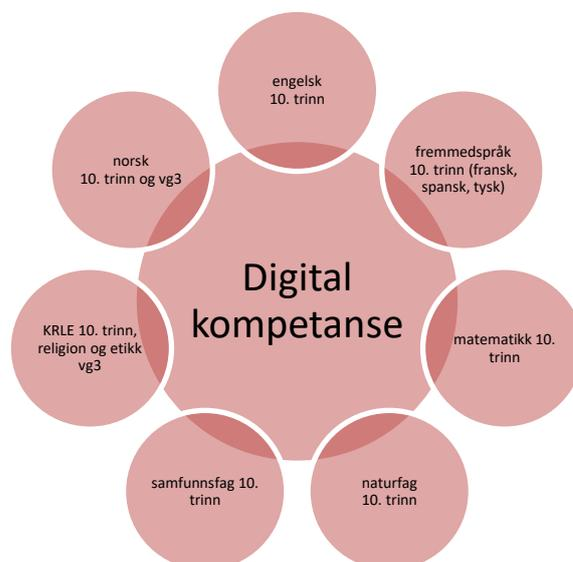 engelsk
10. trinn
fremmedspråk
10. trinn (fransk,
spansk, tysk)
matematikk 10.
trinn
naturfag
10. trinn
samfunnsfag 10.
trinn
KRLE 10. trinn,
religion og etikk
vg3
norsk
10. trinn og vg3
Digital
kompetanse